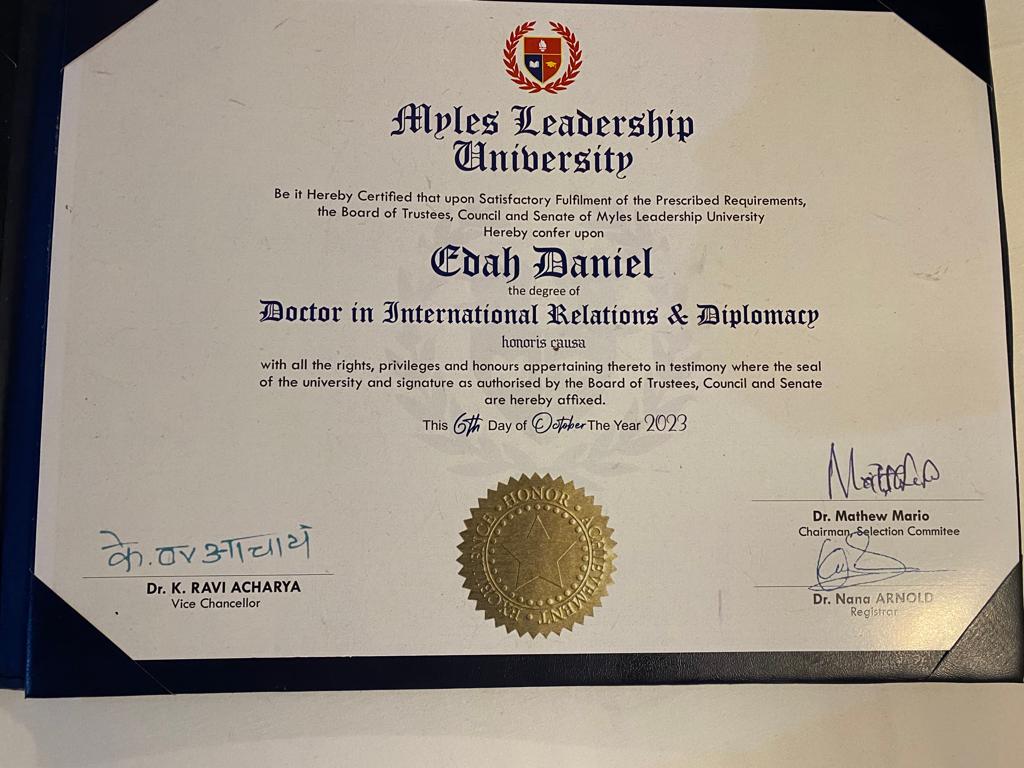 Myles Leadership
University
Be it Hereby Certified that upon Satisfactory Fulfilment of the Prescribed Requirements,
the Board of Trustees, Council and Senate of Myles Leadership University
Hereby confer upon
Edah Daniel
the degree of
Doctor in International Relations & Diplomacy
honoris causa
with all the rights, privileges and honours appertaining thereto in testimony where the seal
of the university and signature as authorised by the Board of Trustees, Council and Senate
are hereby affixed.
This 6th Day of October The Year 2023
HONOR • ACHIEVEMENT • EXCELLENCE
Dr. Mathew Mario
Chairman, Selection Commitee
के. आचार्य
Dr. K. RAVI ACHARYA
Vice Chancellor
Dr. Nana ARNOLD
Registrar